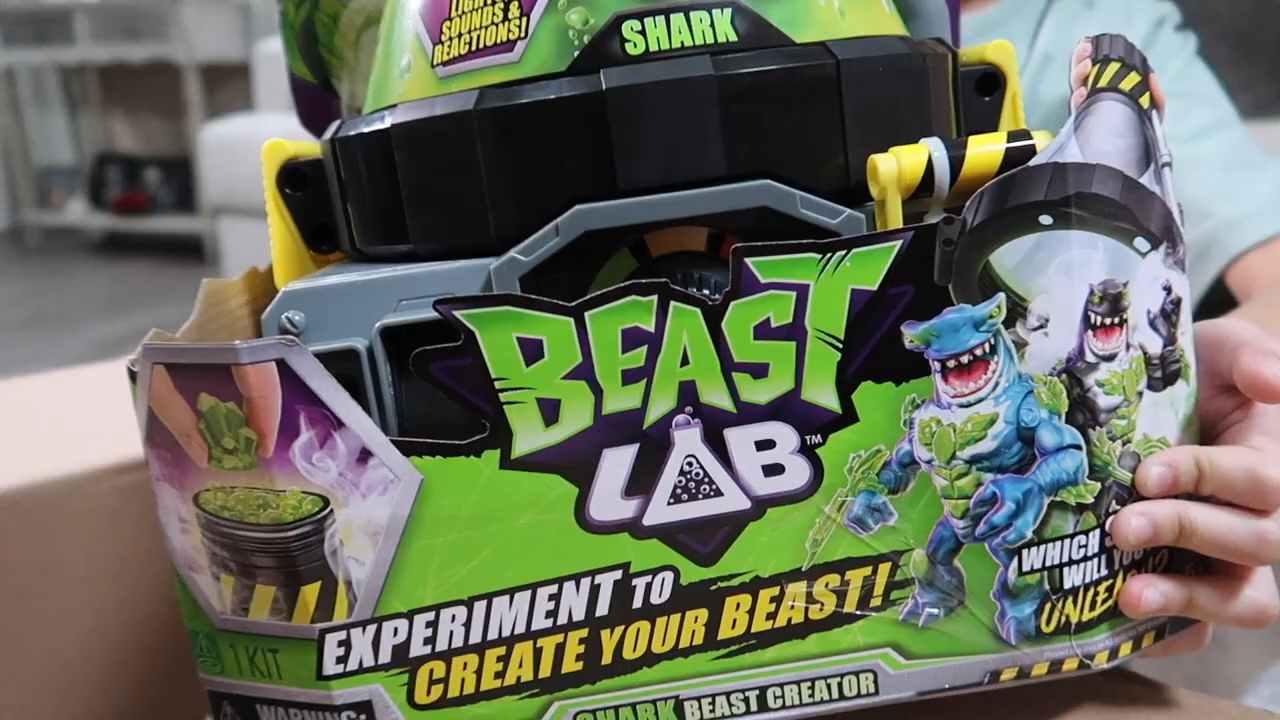 SOUNDS &
REACTIONS!
SHARK
BEAST
LAB™
EXPERIMENT TO
CREATE YOUR BEAST!
WHICH
WILL YOU
1 KIT
WARNING:
SHARK BEAST CREATOR